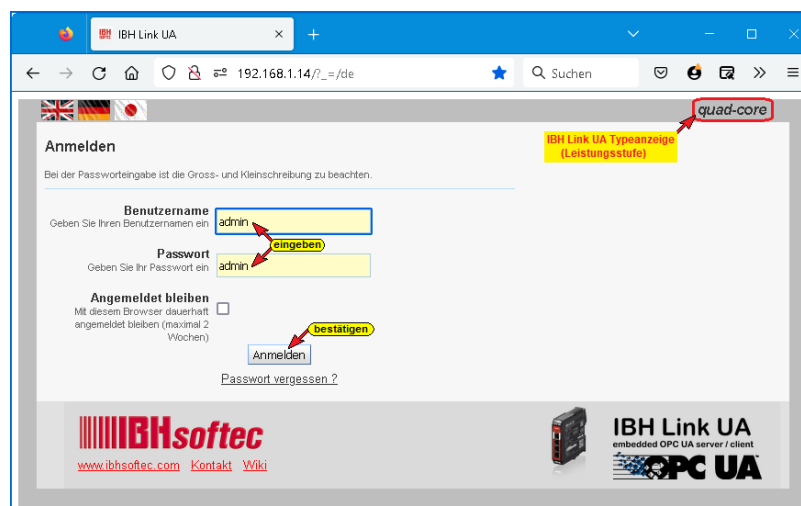 IBH Link UA
192.168.1.14/?_=/de
Suchen
quad-core
IBH Link UA Typeanzeige
(Leistungsstufe)
Anmelden
Bei der Passworteingabe ist die Gross- und Kleinschreibung zu beachten.
Benutzername
Geben Sie Ihren Benutzernamen ein
admin
eingeben
Passwort
Geben Sie Ihr Passwort ein
admin
Angemeldet bleiben
Mit diesem Browser dauerhaft
angemeldet bleiben (maximal 2
Wochen)
bestätigen
Anmelden
Passwort vergessen ?
IBHsoftec
www.ibhsoftec.com Kontakt Wiki
IBH Link UA
embedded OPC UA server / client
OPC UA